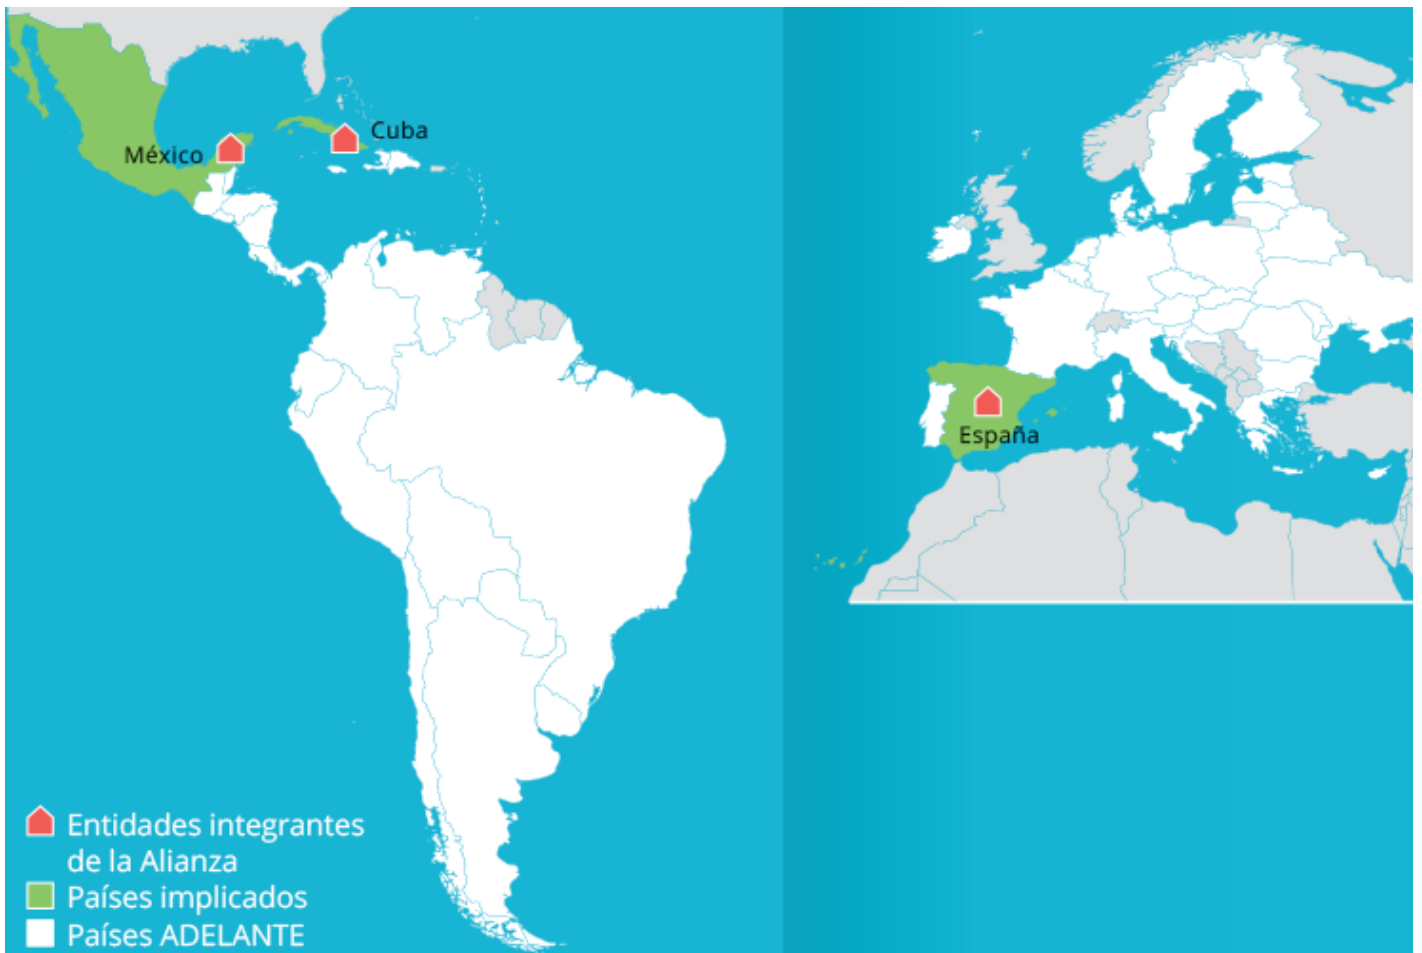 Cuba
México
España
Entidades integrantes
de la Alianza
Países implicados
Países ADELANTE